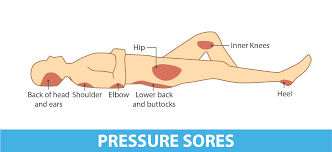 Hip
Inner Knees
Back of head
and ears
Shoulder
Elbow
Lower back
and buttocks
Heel
PRESSURE SORES